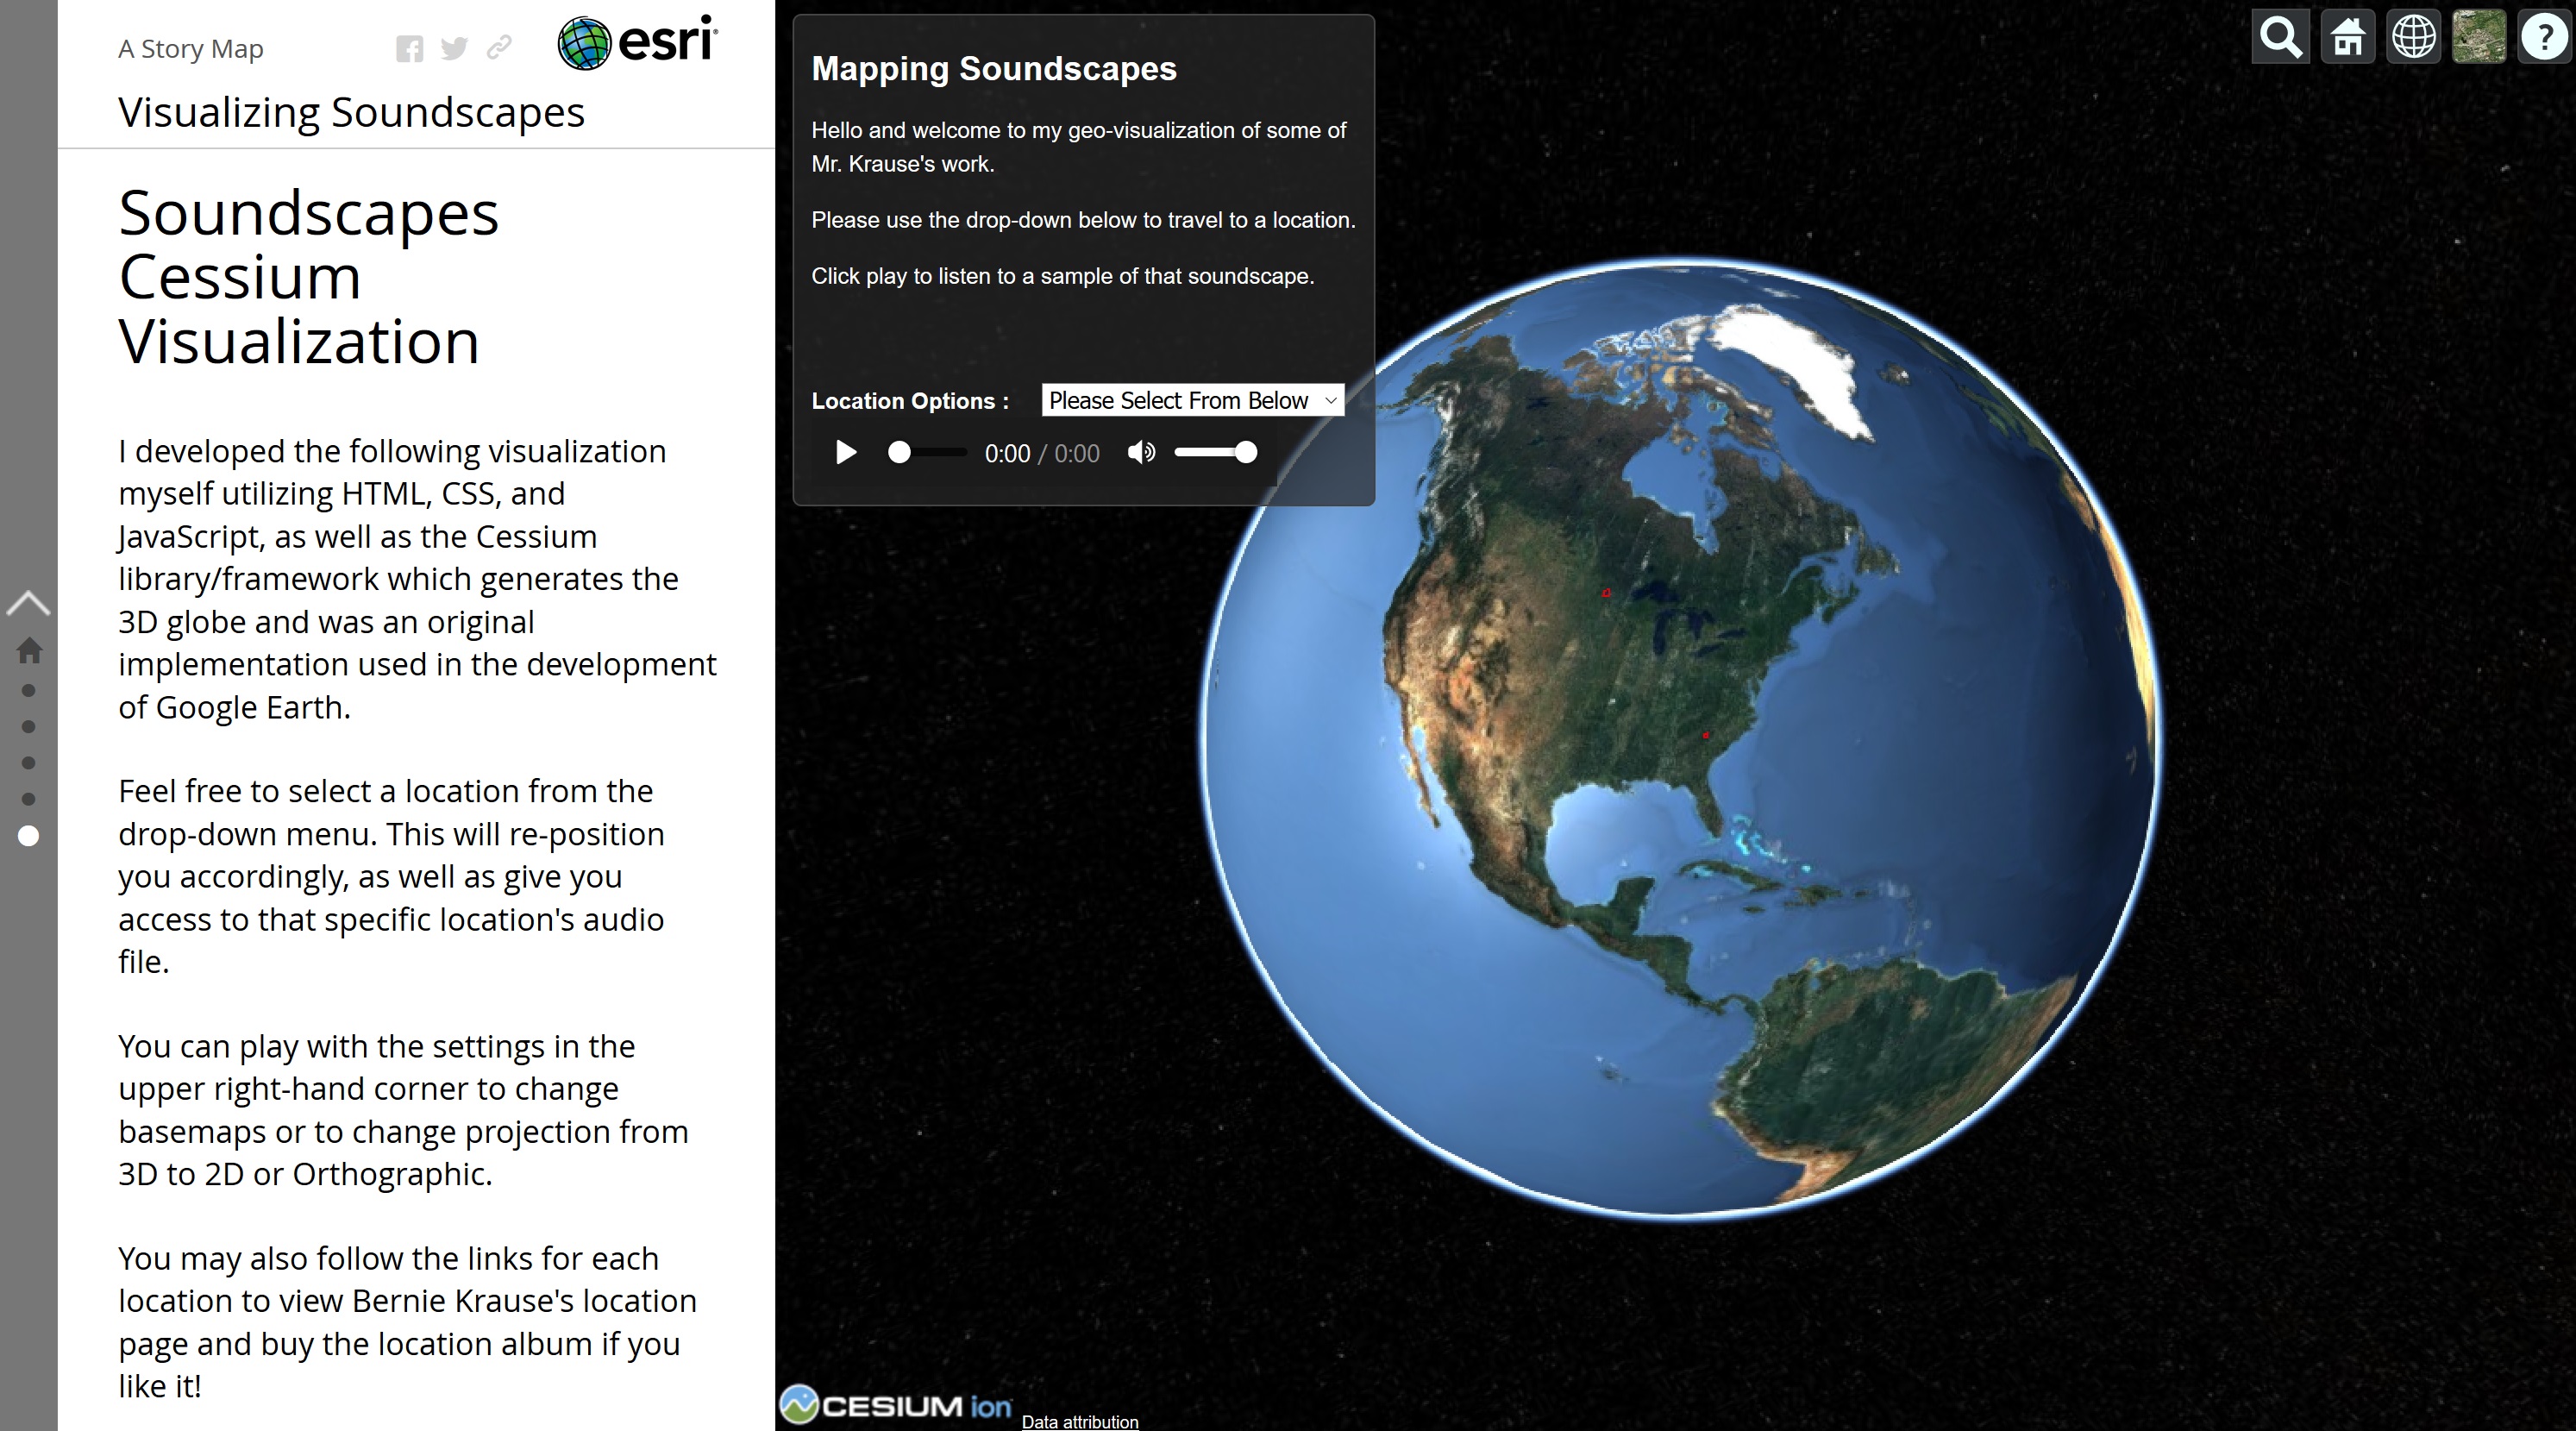 A Story Map
esri
Visualizing Soundscapes
Soundscapes
Cessium
Visualization
I developed the following visualization
myself utilizing HTML, CSS, and
JavaScript, as well as the Cessium
library/framework which generates the
3D globe and was an original
implementation used in the development
of Google Earth.
Feel free to select a location from the
drop-down menu. This will re-position
you accordingly, as well as give you
access to that specific location's audio
file.
You can play with the settings in the
upper right-hand corner to change
basemaps or to change projection from
3D to 2D or Orthographic.
You may also follow the links for each
location to view Bernie Krause's location
page and buy the location album if you
like it!
Mapping Soundscapes
Hello and welcome to my geo-visualization of some of
Mr. Krause's work.
Please use the drop-down below to travel to a location.
Click play to listen to a sample of that soundscape.
Location Options : Please Select From Below
0:00 / 0:00
?
CESIUM ion
Data attribution